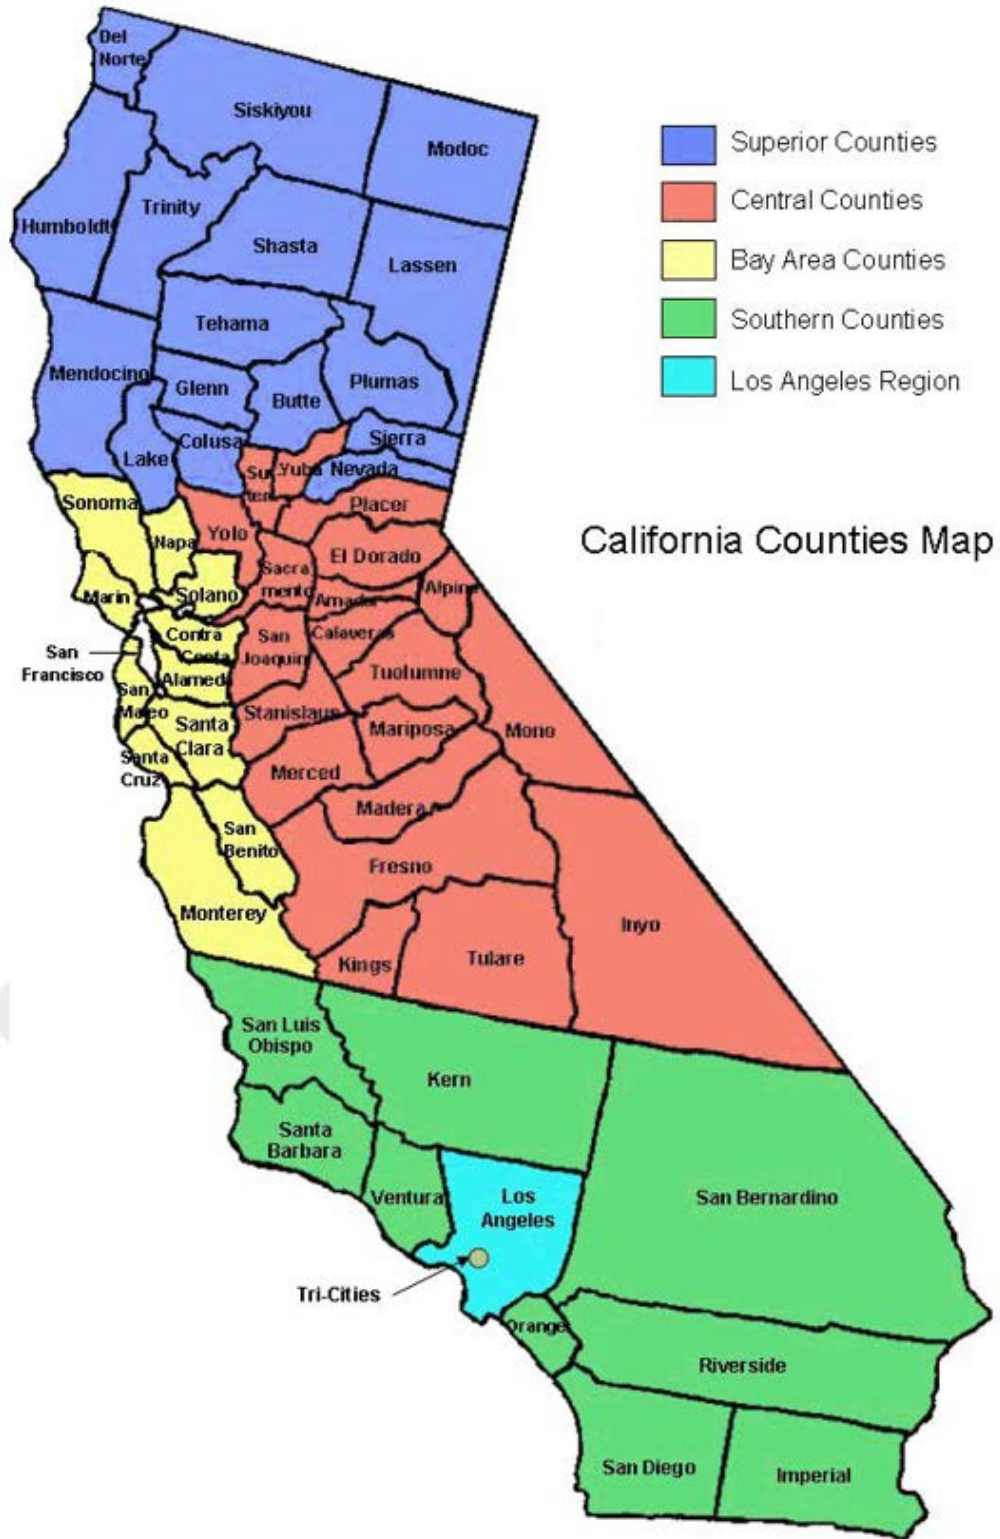 Del
Norte
Siskiyou
Modoc
Humboldt
Trinity
Shasta
Lassen
Tehama
Mendocino
Glenn
Butte
Plumas
Lake
Colusa
Sierra
Nevada
Sut
ter
Yuba
Placer
Sonoma
Napa
Yolo
El Dorado
Sacra
mento
Alpine
Amador
Marin
Solano
Contra
Costa
San
Joaquin
Calaveras
Tuolumne
San
Francisco
Alameda
San
Mateo
Santa
Clara
Stanislaus
Mariposa
Mono
Santa
Cruz
Merced
Madera
San
Benito
Fresno
Monterey
Kings
Tulare
Inyo
San Luis
Obispo
Kern
Santa
Barbara
Ventura
Los
Angeles
San Bernardino
Tri-Cities
Orange
Riverside
San Diego
Imperial
Superior Counties
Central Counties
Bay Area Counties
Southern Counties
Los Angeles Region
California Counties Map